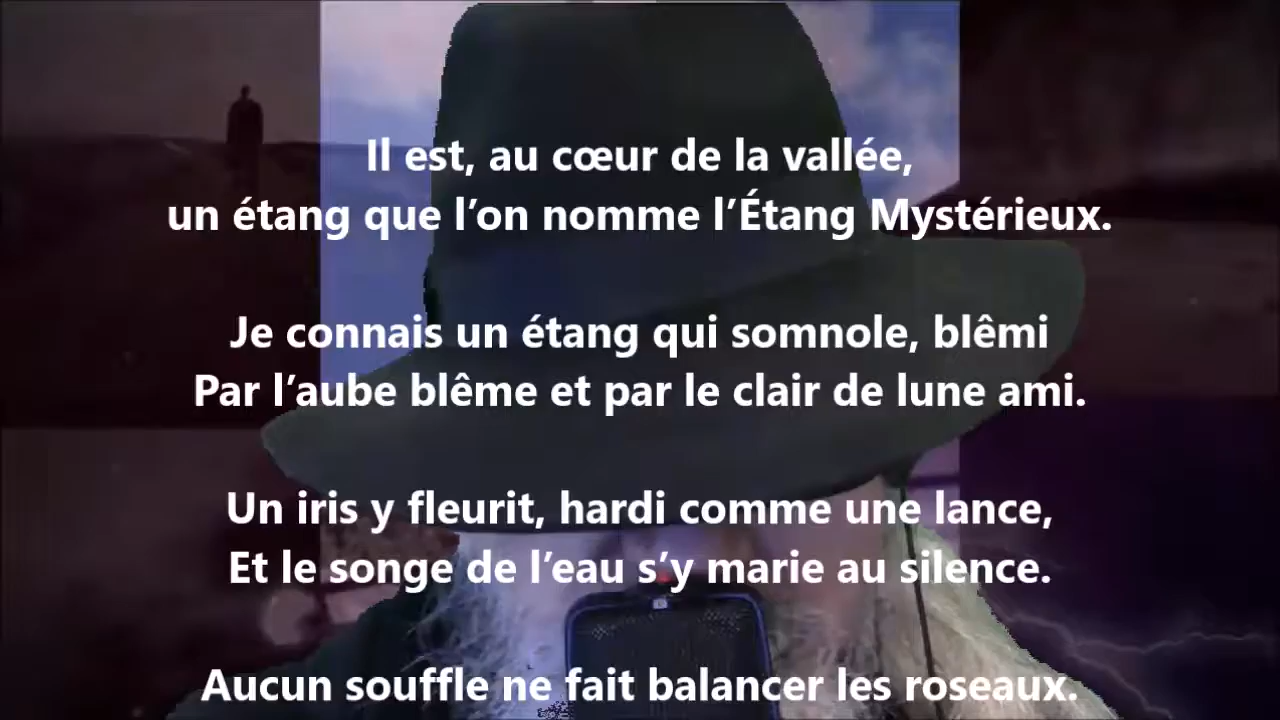 Il est, au cœur de la vallée,
un étang que l’on nomme l’Étang Mystérieux.
Je connais un étang qui somnole, blêmi
Par l’aube blême et par le clair de lune ami.
Un iris y fleurit, hardi comme une lance,
Et le songe de l’eau s’y marie au silence.
Aucun souffle ne fait balancer les roseaux.